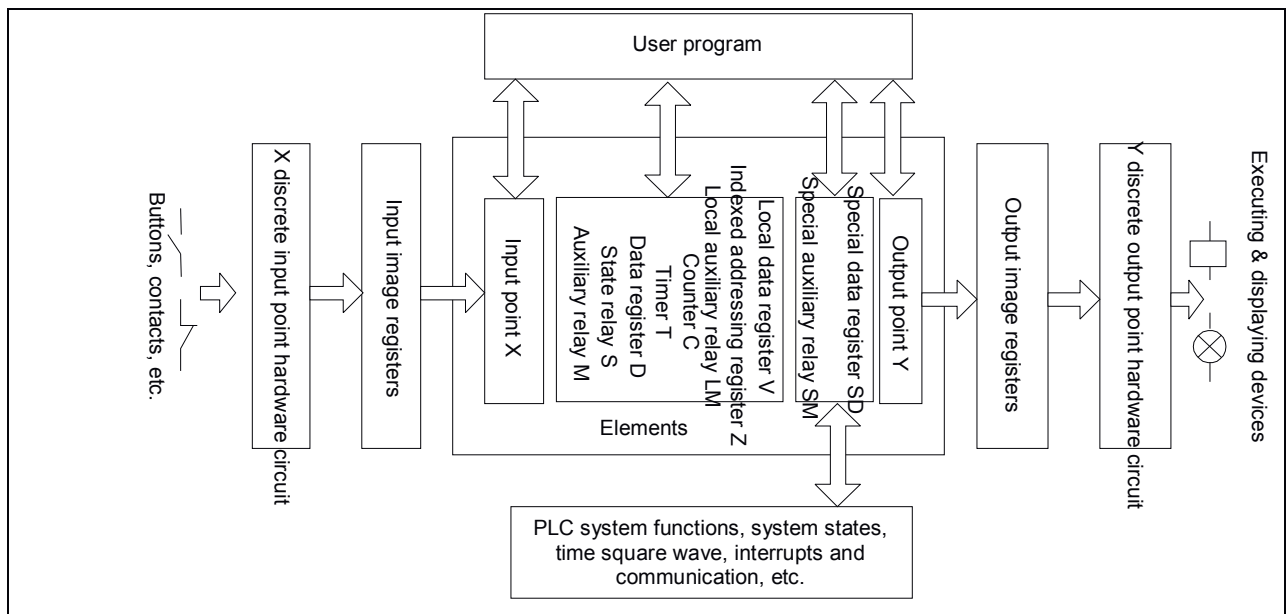 User program
Buttons, contacts, etc.
X discrete input point hardware circuit
Input image registers
Input point X
Local data register V
Indexed addressing register Z
Local auxiliary relay LM
Counter C
Timer T
Data register D
State relay S
Auxiliary relay M
Special data register SD
Special auxiliary relay SM
Output point Y
Elements
Output image registers
Y discrete output point hardware circuit
Executing & displaying devices
PLC system functions, system states,
time square wave, interrupts and
communication, etc.